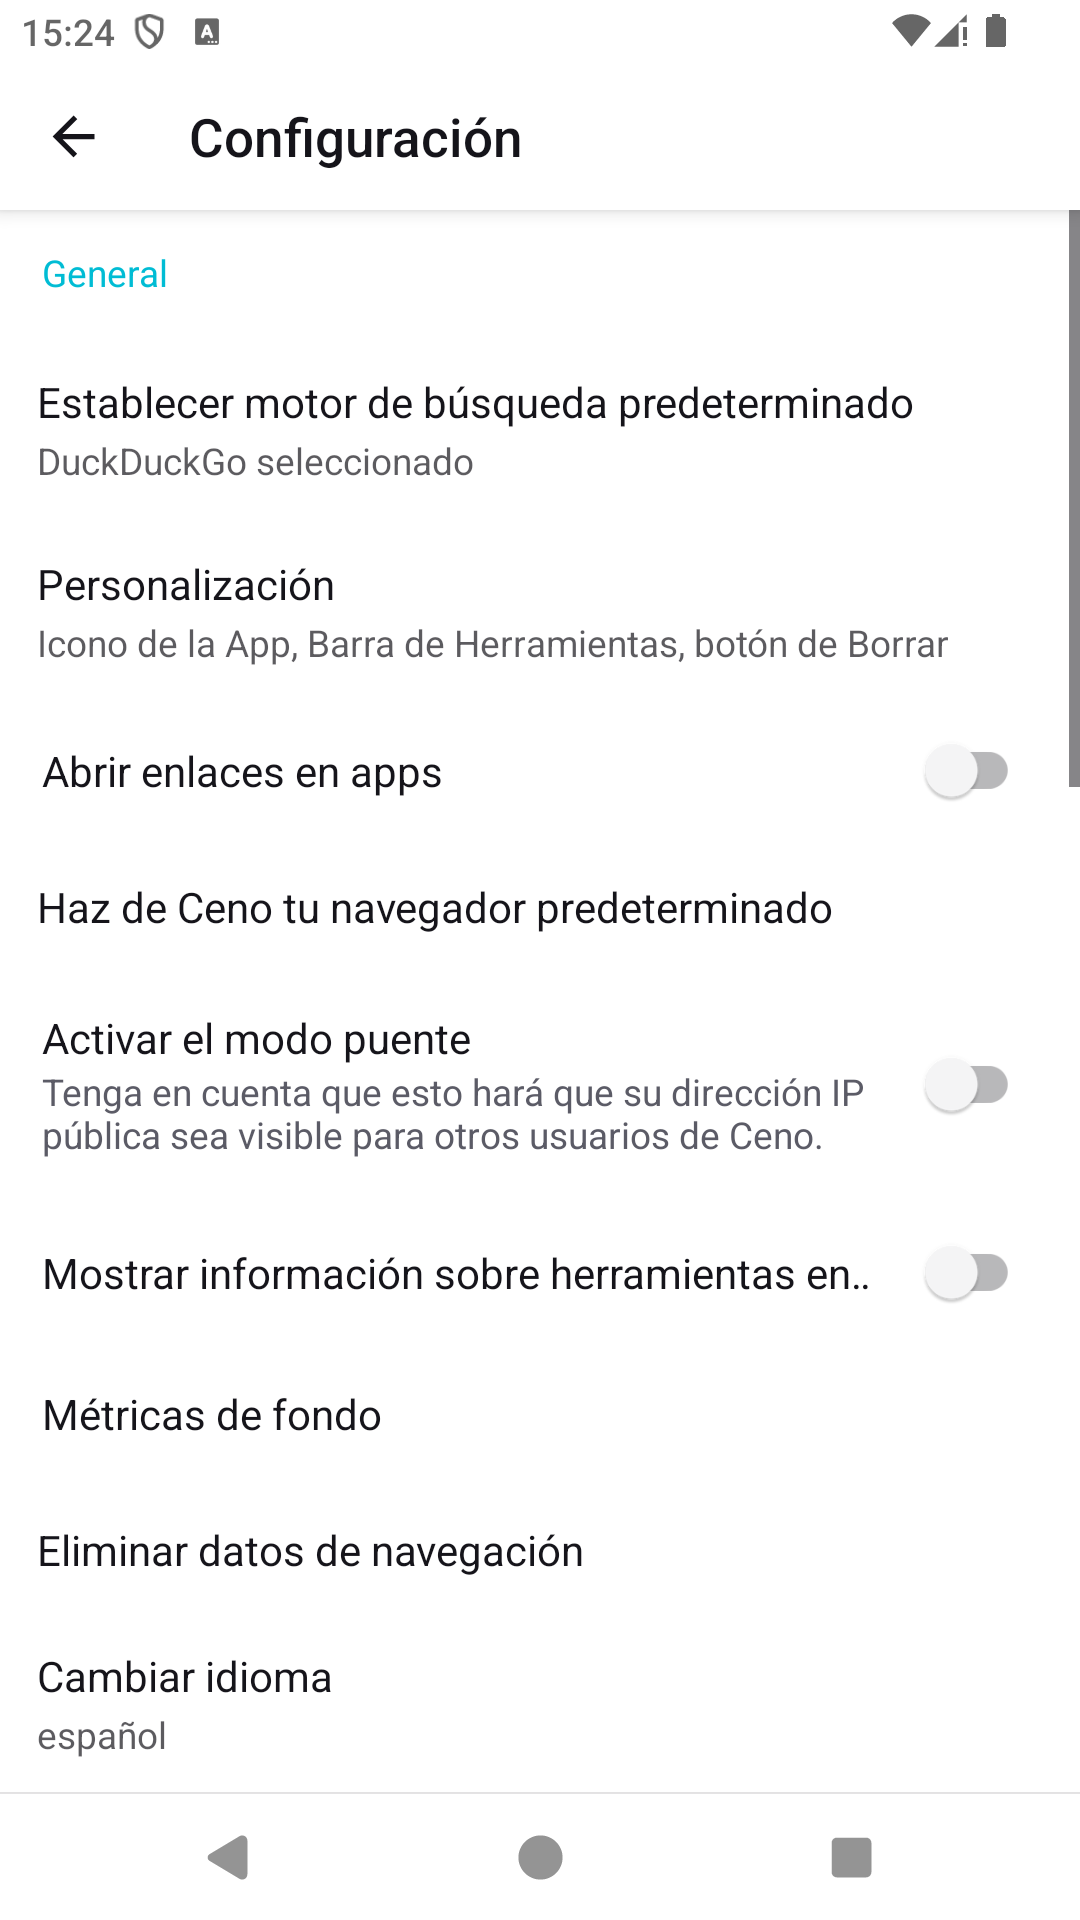 15:24
Configuración
General
Establecer motor de búsqueda predeterminado
DuckDuckGo seleccionado
Personalización
Icono de la App, Barra de Herramientas, botón de Borrar
Abrir enlaces en apps
Haz de Ceno tu navegador predeterminado
Activar el modo puente
Tenga en cuenta que esto hará que su dirección IP
pública sea visible para otros usuarios de Ceno.
Mostrar información sobre herramientas en..
Métricas de fondo
Eliminar datos de navegación
Cambiar idioma
español